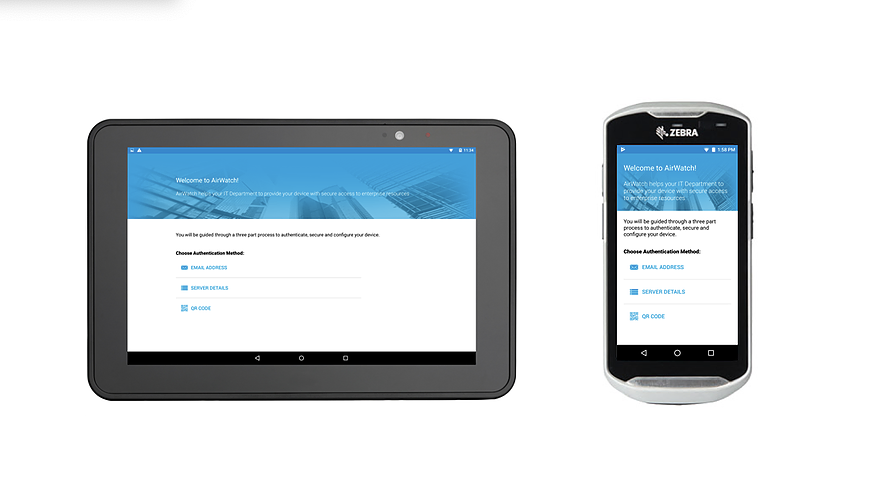 11:34
Welcome to AirWatch!
AirWatch helps your IT Department to provide your device with secure access to enterprise resources
You will be guided through a three part process to authenticate, secure and configure your device.
Choose Authentication Method:
EMAIL ADDRESS
SERVER DETAILS
QR CODE
ZEBRA
1:58 PM
Welcome to AirWatch!
AirWatch helps your IT Department to
provide your device with secure access
to enterprise resources
You will be guided through a three part
process to authenticate, secure and
configure your device.
Choose Authentication Method:
EMAIL ADDRESS
SERVER DETAILS
QR CODE